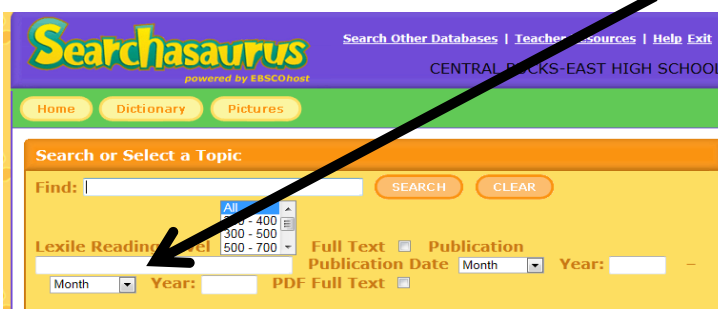 Searchasaurus
powered by EBSCOhost
Search Other Databases | Teacher Resources | Help Exit
CENTRAL BUCKS-EAST HIGH SCHOOL
Home Dictionary Pictures
Search or Select a Topic
Find: SEARCH CLEAR
All
400
300 - 500
Lexile Reading 500 - 700 Full Text Publication
Publication Date Month Year: –
Month Year: PDF Full Text